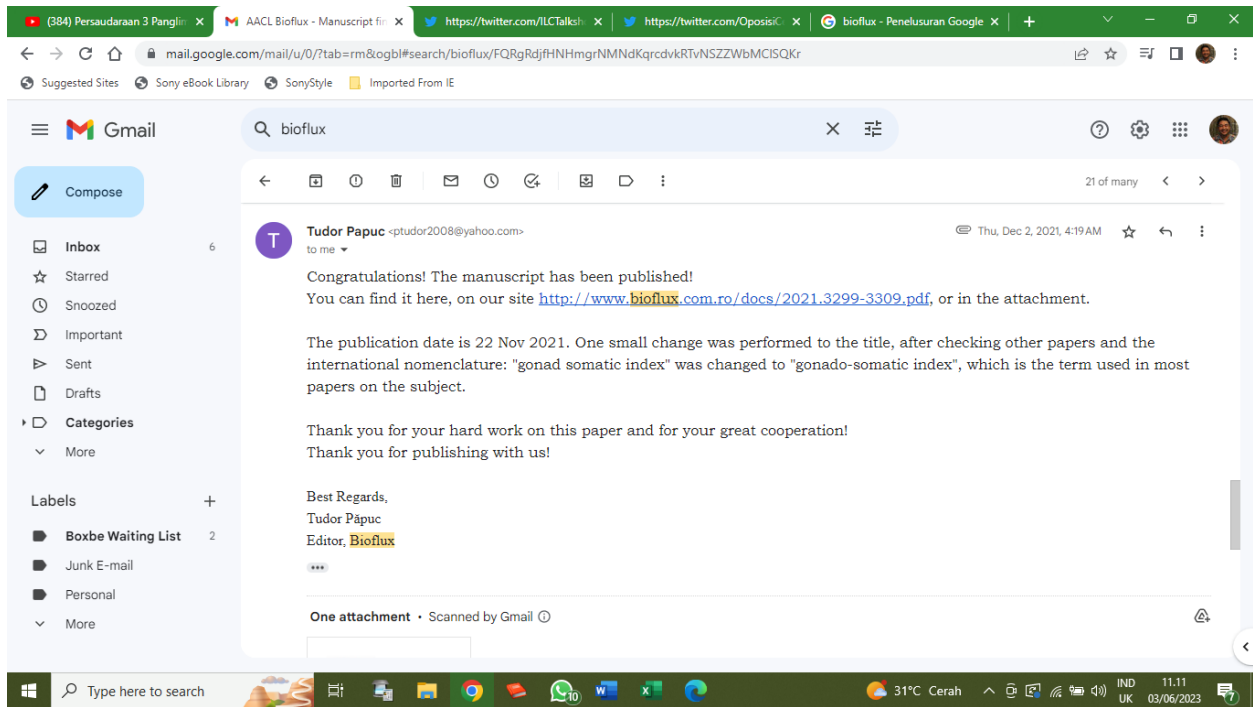 (384) Persaudaraan 3 Panglim
AACL Bioflux - Manuscript fin
https://twitter.com/ILCTalksh
https://twitter.com/OposisiC
bioflux - Penelusuran Google
mail.google.com/mail/u/0/?tab=rm&ogbl#search/bioflux/FQRgRdjfHNHmgrNMNdKqrcdvkRTvNSZZWbMClSQKr
Suggested Sites
Sony eBook Library
SonyStyle
Imported From IE
Gmail
bioflux
Compose
21 of many
Inbox 6
Starred
Snoozed
Important
Sent
Drafts
Categories
More
Labels
Boxbe Waiting List 2
Junk E-mail
Personal
More
T
Tudor Papuc <ptudor2008@yahoo.com>
Thu, Dec 2, 2021, 4:19 AM
to me
Congratulations! The manuscript has been published!
You can find it here, on our site http://www.bioflux.com.ro/docs/2021.3299-3309.pdf, or in the attachment.
The publication date is 22 Nov 2021. One small change was performed to the title, after checking other papers and the
international nomenclature: "gonad somatic index" was changed to "gonado-somatic index", which is the term used in most
papers on the subject.
Thank you for your hard work on this paper and for your great cooperation!
Thank you for publishing with us!
Best Regards,
Tudor Păpuc
Editor, Bioflux
One attachment • Scanned by Gmail
Type here to search
10
31°C Cerah
IND
UK
11.11
03/06/2023
7